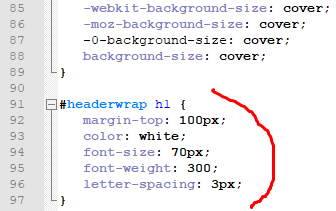 85 -webkit-background-size: cover;
86 -moz-background-size: cover;
87 -0-background-size: cover;
88 background-size: cover;
89 }
90
91 #headerwrap h1 {
92 margin-top: 100px;
93 color: white;
94 font-size: 70px;
95 font-weight: 300;
96 letter-spacing: 3px;
97 }